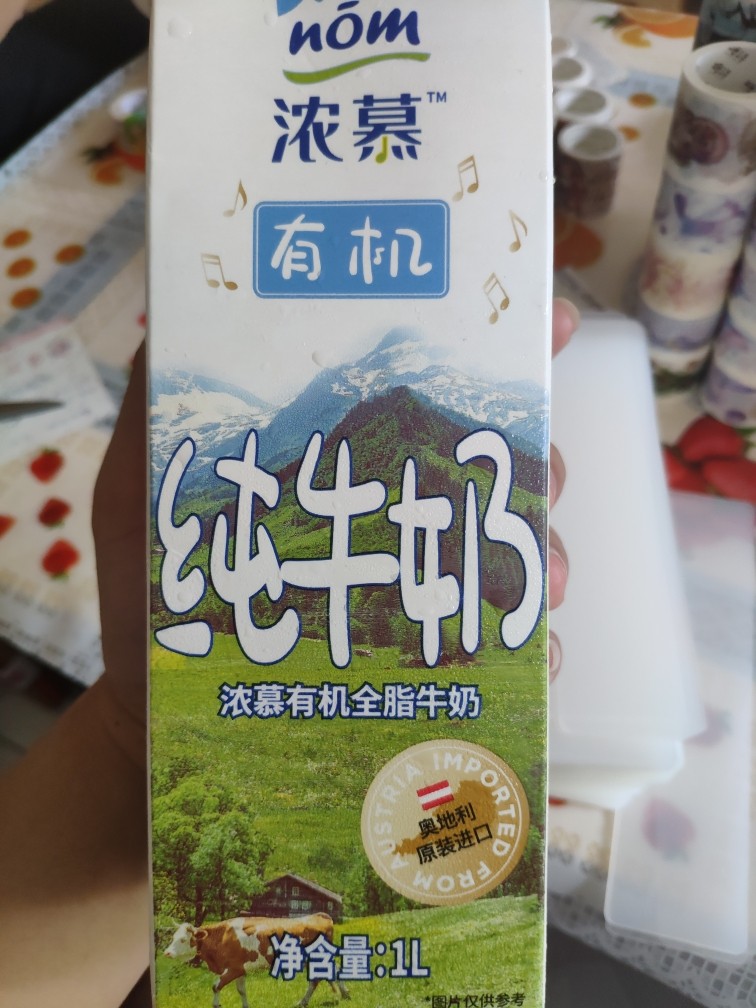 nóm
浓慕™
有机
纯牛奶
浓慕有机全脂牛奶
AUSTRIA IMPORTED FROM
奥地利
原装进口
净含量:1L
*图片仅供参考